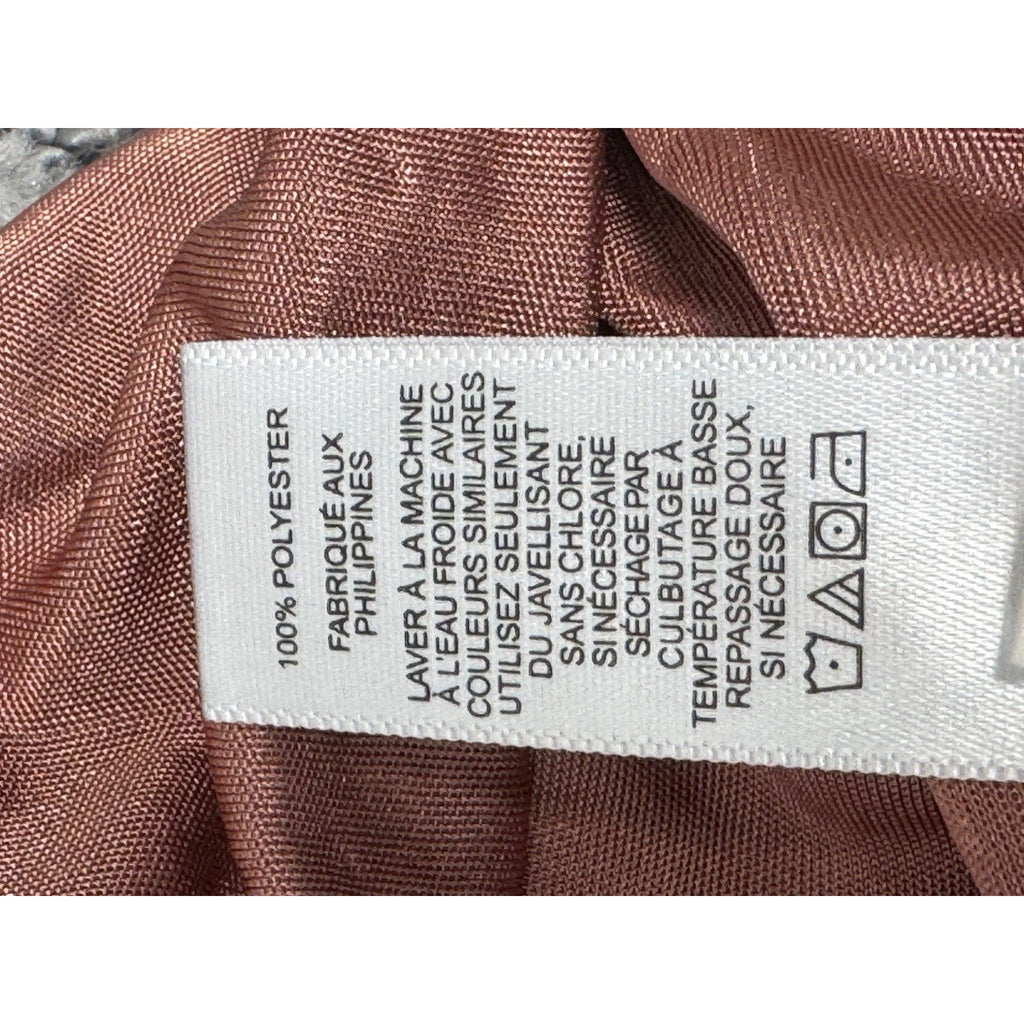 100% POLYESTER
FABRIQUÉ AUX
PHILIPPINES
LAVER À LA MACHINE
À L'EAU FROIDE AVEC
COULEURS SIMILAIRES
UTILISEZ SEULEMENT
DU JAVELLISANT
SANS CHLORE,
SI NÉCESSAIRE
SÉCHAGE PAR
CULBUTAGE À
TEMPÉRATURE BASSE
REPASSAGE DOUX,
SI NÉCESSAIRE